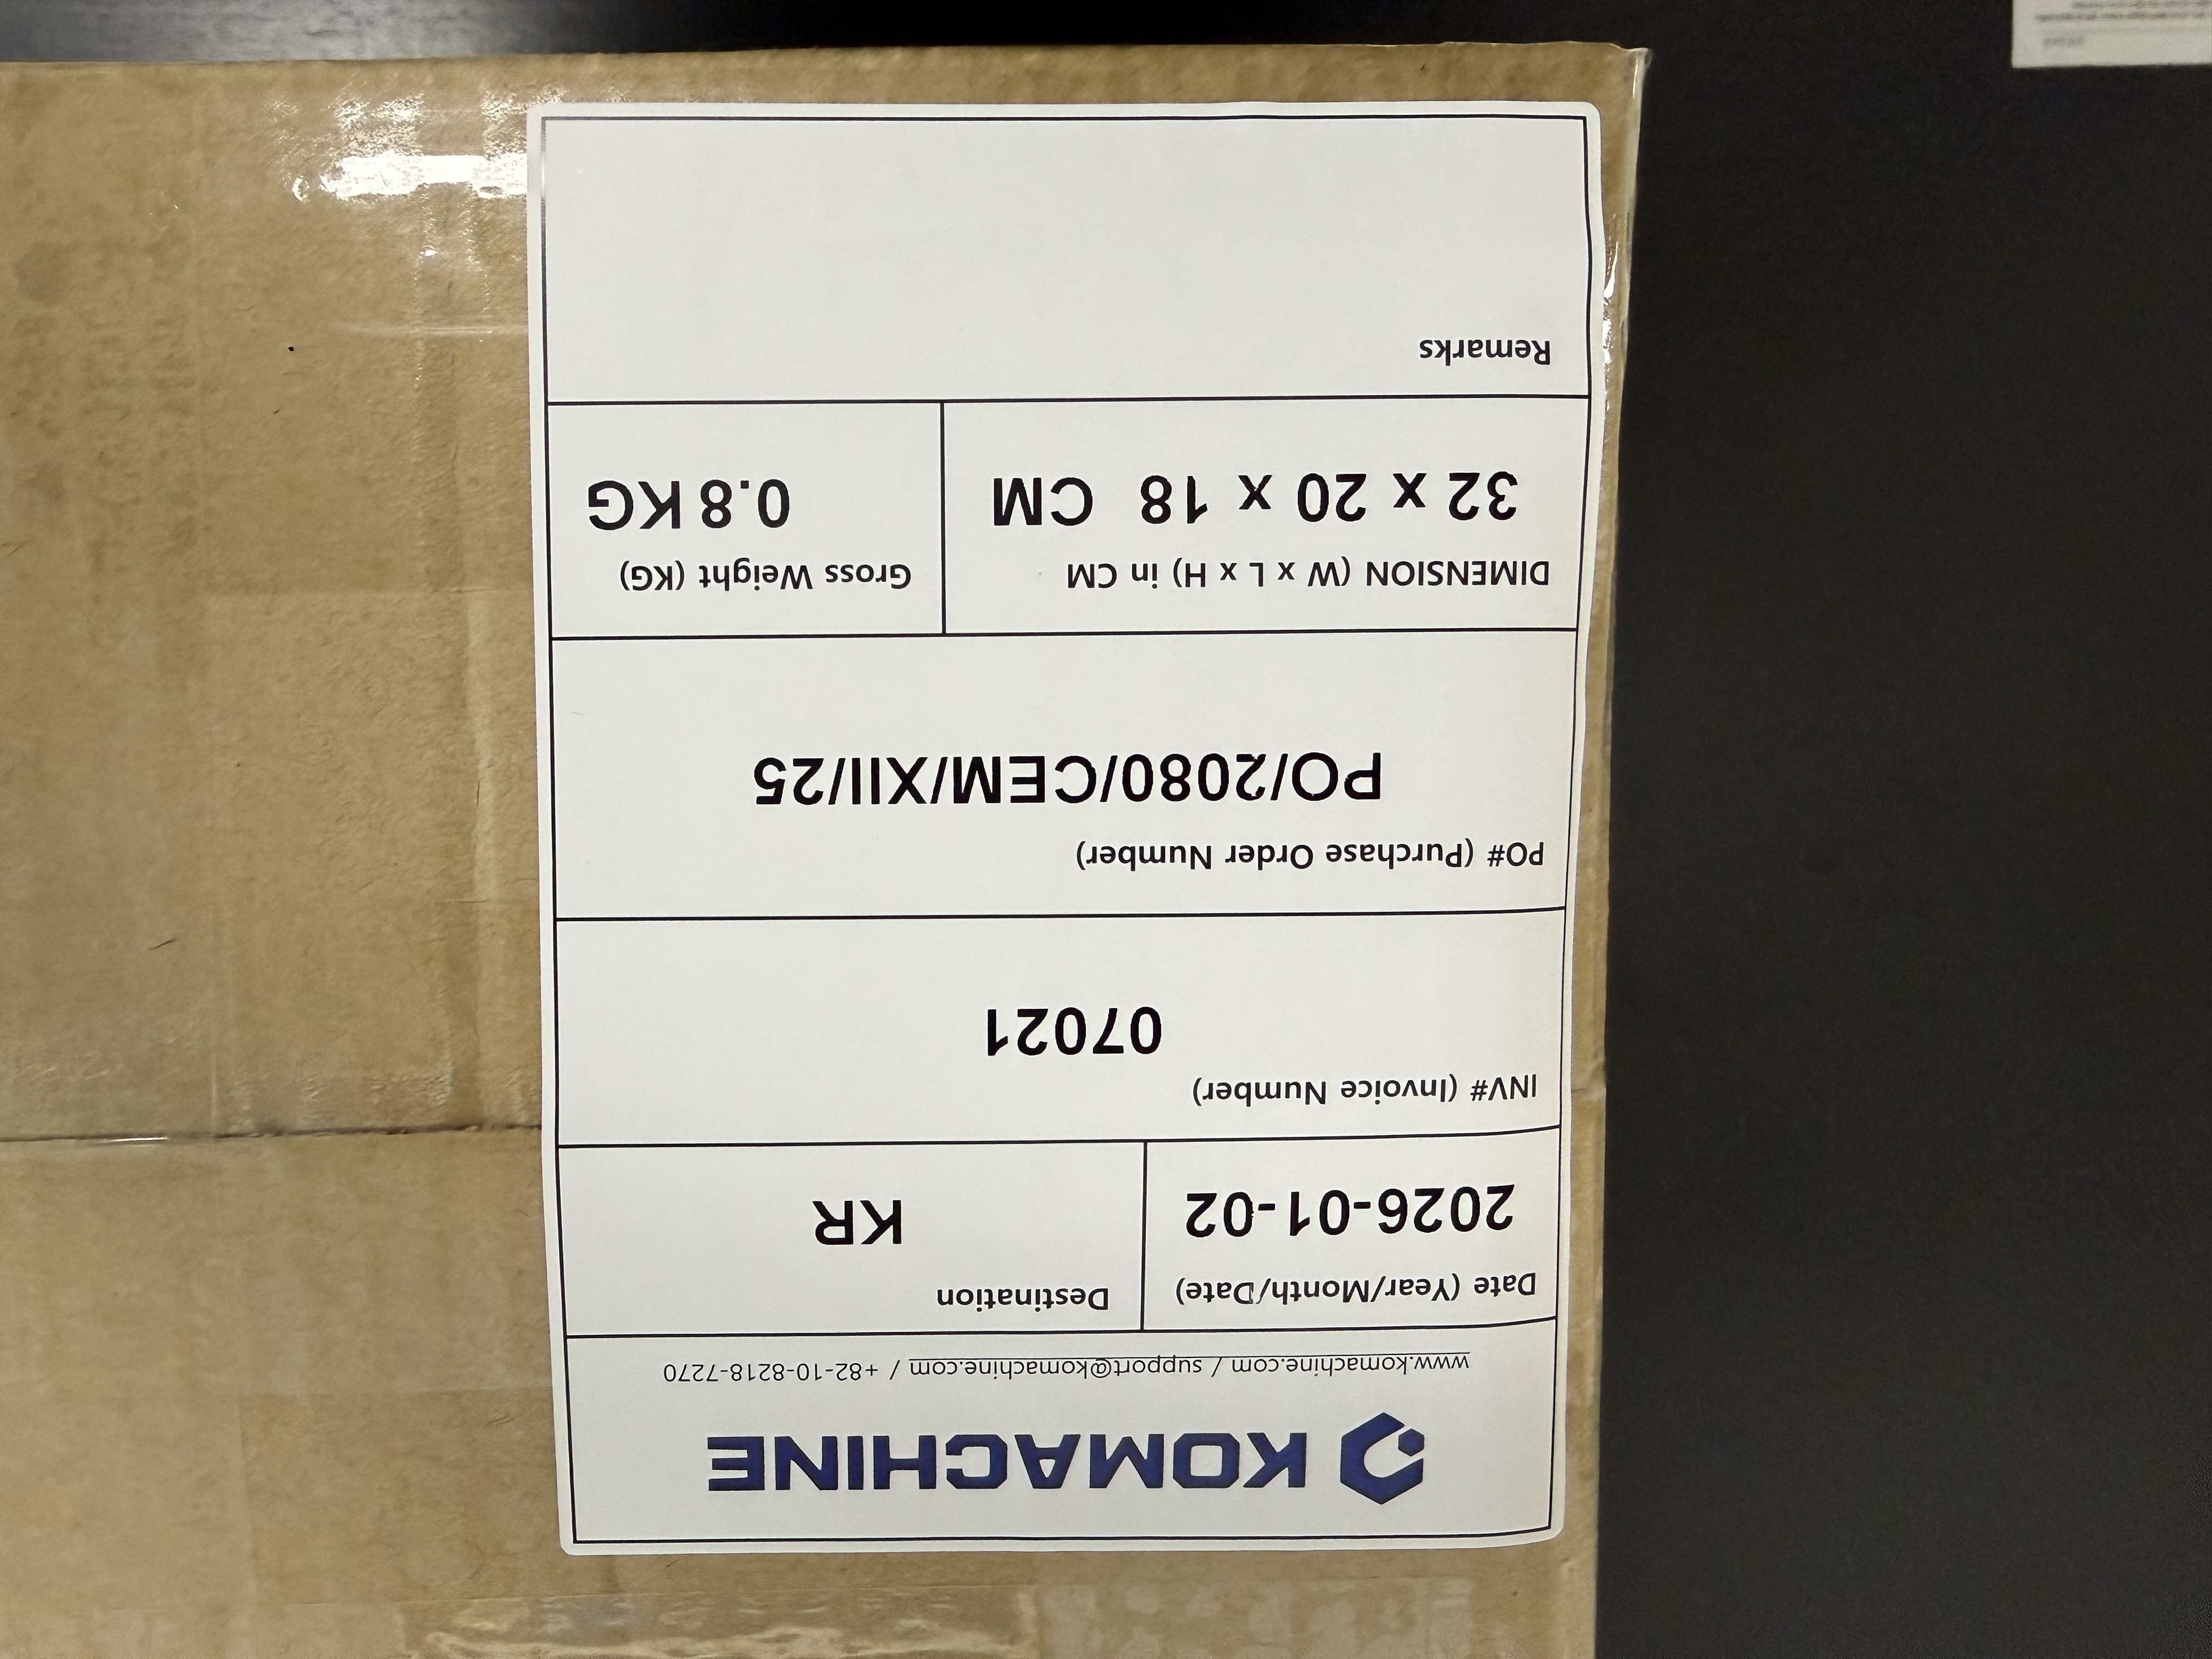 KOMACHINE
www.komachine.com / support@komachine.com / +82-10-8218-7270
Date (Year/Month/Date)
2026-01-02
Destination
KR
INV# (Invoice Number)
07021
PO# (Purchase Order Number)
PO/2080/CEM/XII/25
DIMENSION (W x L x H) in CM
32 x 20 x 18 CM
Gross Weight (KG)
0.8 KG
Remarks